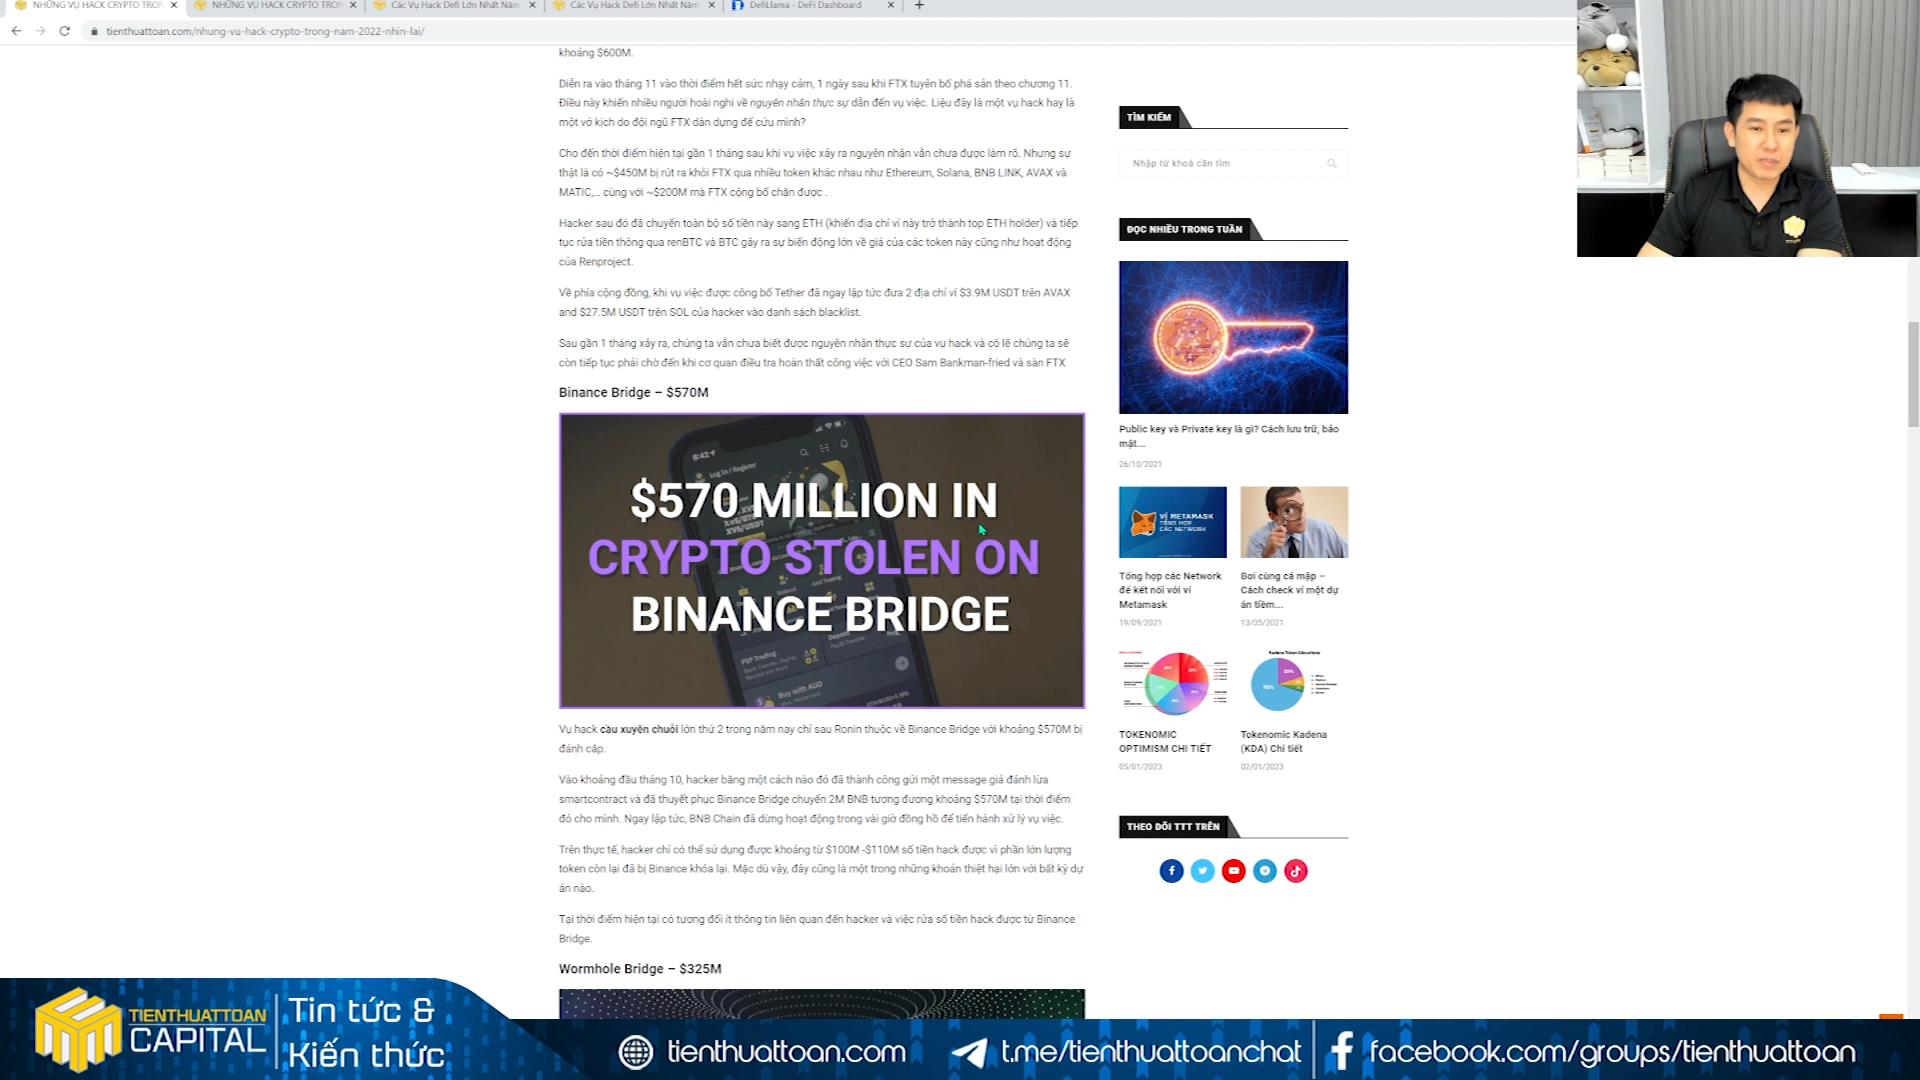 NHỮNG VỤ HACK CRYPTO TRON
NHỮNG VỤ HACK CRYPTO TRON
Các Vụ Hack Defi Lớn Nhất Năm
Các Vụ Hack Defi Lớn Nhất Năm
DefiLlama - DeFi Dashboard
tienthuattoan.com/nhung-vu-hack-crypto-trong-nam-2022-nhin-lai/
khoảng $600M.
Diễn ra vào tháng 11 vào thời điểm hết sức nhạy cảm, 1 ngày sau khi FTX tuyên bố phá sản theo chương 11.
Điều này khiến nhiều người hoài nghi về nguyên nhân thực sự dẫn đến vụ việc. Liệu đây là một vụ hack hay là
một vở kịch do đội ngũ FTX dàn dựng để cứu mình?
Cho đến thời điểm hiện tại gần 1 tháng sau khi vụ việc xảy ra nguyên nhân vẫn chưa được làm rõ. Nhưng sự
thật là có ~$450M bị rút ra khỏi FTX qua nhiều token khác nhau như Ethereum, Solana, BNB LINK, AVAX và
MATIC,... cùng với ~$200M mà FTX công bố chặn được .
Hacker sau đó đã chuyển toàn bộ số tiền này sang ETH (khiến địa chỉ ví này trở thành top ETH holder) và tiếp
tục rửa tiền thông qua renBTC và BTC gây ra sự biến động lớn về giá của các token này cũng như hoạt động
của Renproject.
Về phía cộng đồng, khi vụ việc được công bố Tether đã ngay lập tức đưa 2 địa chỉ ví $3.9M USDT trên AVAX
and $27.5M USDT trên SOL của hacker vào danh sách blacklist.
Sau gần 1 tháng xảy ra, chúng ta vẫn chưa biết được nguyên nhân thực sự của vụ hack và có lẽ chúng ta sẽ
còn tiếp tục phải chờ đến khi cơ quan điều tra hoàn thất công việc với CEO Sam Bankman-fried và sàn FTX
Binance Bridge – $570M
8:42
Log In / Register
$570 MILLION IN
CRYPTO STOLEN ON
BINANCE BRIDGE
P2P Trading
Buy with AUD
Vụ hack cầu xuyên chuỗi lớn thứ 2 trong năm nay chỉ sau Ronin thuộc về Binance Bridge với khoảng $570M bị
đánh cắp.
Vào khoảng đầu tháng 10, hacker bằng một cách nào đó đã thành công gửi một message giả đánh lừa
smartcontract và đã thuyết phục Binance Bridge chuyển 2M BNB tương đương khoảng $570M tại thời điểm
đó cho mình. Ngay lập tức, BNB Chain đã dừng hoạt động trong vài giờ đồng hồ để tiến hành xử lý vụ việc.
Trên thực tế, hacker chỉ có thể sử dụng được khoảng từ $100M -$110M số tiền hack được vì phần lớn lượng
token còn lại đã bị Binance khóa lại. Mặc dù vậy, đây cũng là một trong những khoản thiệt hại lớn với bất kỳ dự
án nào.
Tại thời điểm hiện tại có tương đối ít thông tin liên quan đến hacker và việc rửa số tiền hack được từ Binance
Bridge.
Wormhole Bridge – $325M
TÌM KIẾM
Nhập từ khoá cần tìm
ĐỌC NHIỀU TRONG TUẦN
Public key và Private key là gì? Cách lưu trữ, bảo
mật...
26/10/2021
VÍ METAMASK
TỔNG HỢP
CÁC NETWORK
Tổng hợp các Network
để kết nối với ví
Metamask
19/09/2021
Bơi cùng cá mập –
Cách check ví một dự
án tiềm...
13/05/2021
Kadena Token Allocations
70%
TOKENOMIC
OPTIMISM CHI TIẾT
05/01/2023
Tokenomic Kadena
(KDA) Chi tiết
02/01/2023
THEO DÕI TTT TRÊN
TIENTHUATTOAN
CAPITAL
Tin tức &
Kiến thức
tienthuattoan.com
t.me/tienthuattoanchat
facebook.com/groups/tienthuattoan